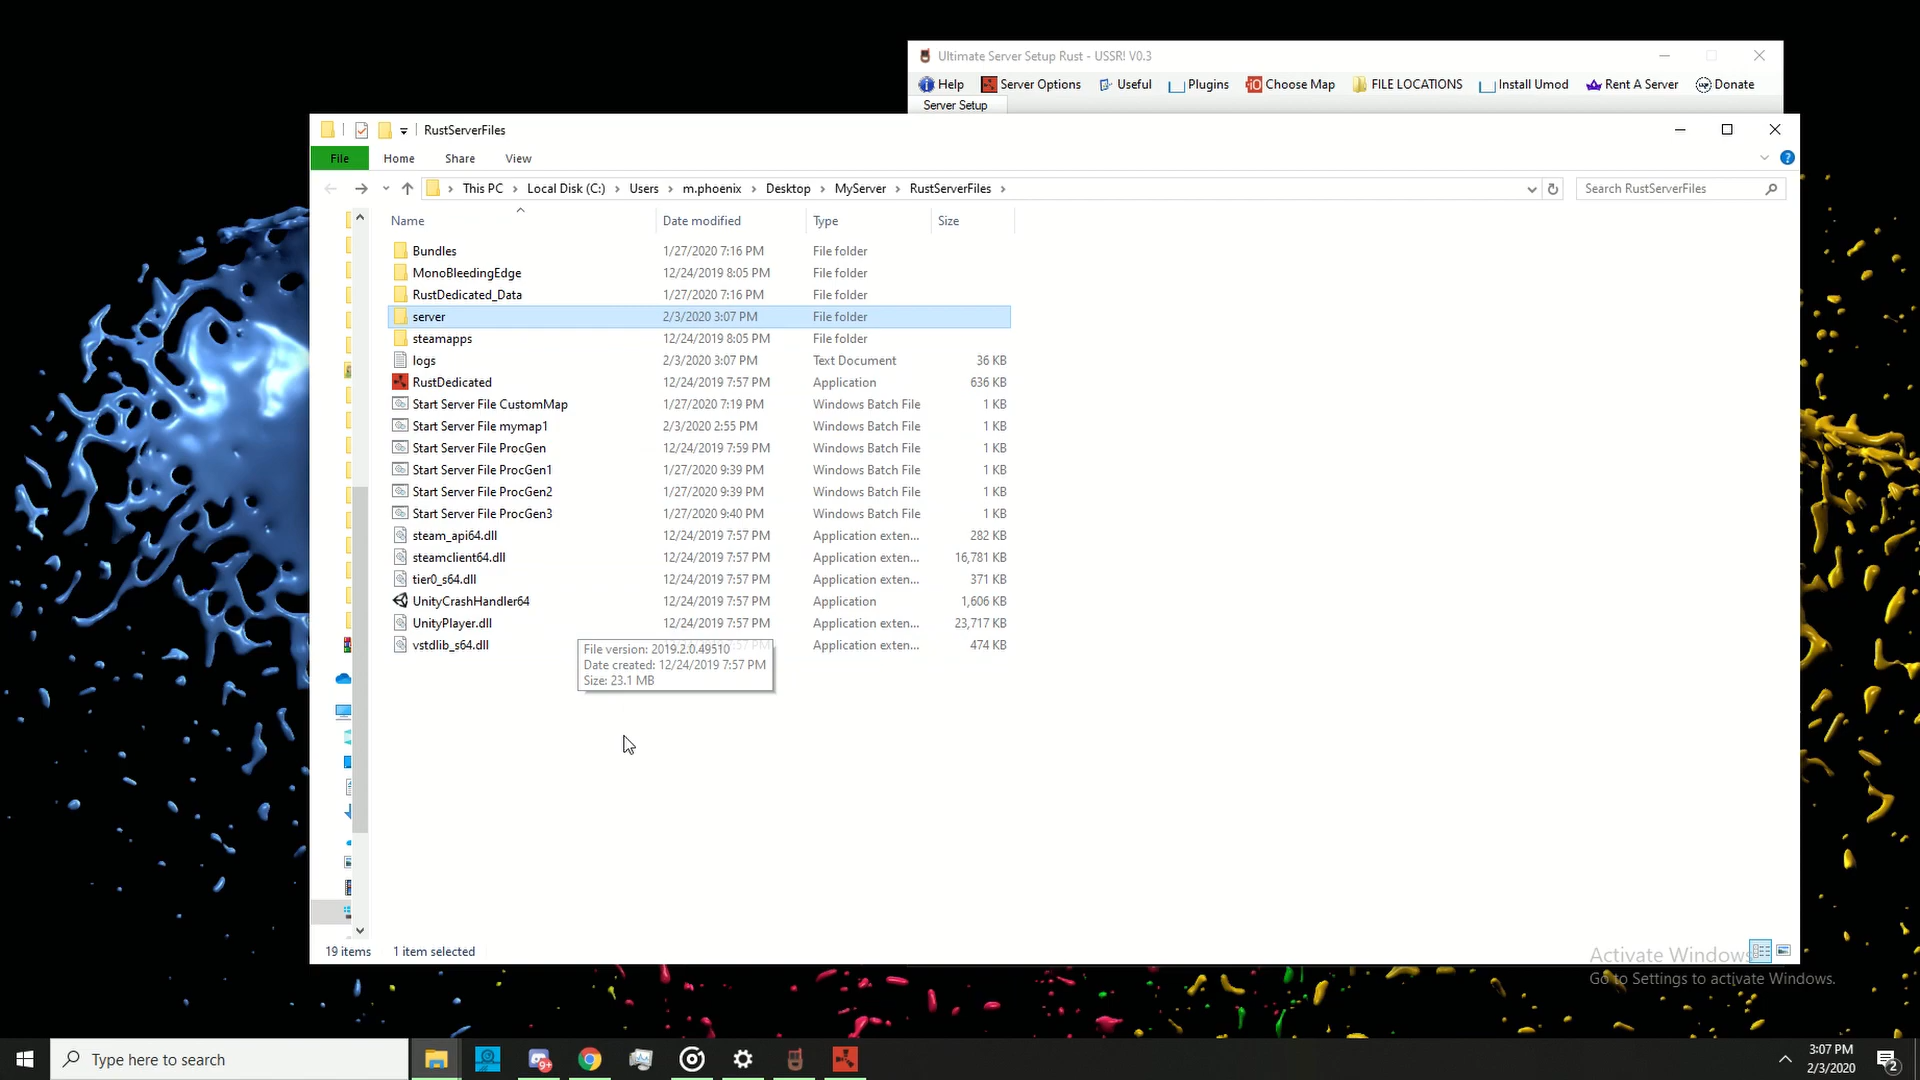 Ultimate Server Setup Rust - USSR! V0.3
Help Server Options Useful Plugins Choose Map FILE LOCATIONS Install Umod Rent A Server Donate
Server Setup
RustServerFiles
File Home Share View
This PC Local Disk (C:) Users m.phoenix Desktop MyServer RustServerFiles Search RustServerFiles
Name Date modified Type Size
Bundles 1/27/2020 7:16 PM File folder
MonoBleedingEdge 12/24/2019 8:05 PM File folder
RustDedicated_Data 1/27/2020 7:16 PM File folder
server 2/3/2020 3:07 PM File folder
steamapps 12/24/2019 8:05 PM File folder
logs 2/3/2020 3:07 PM Text Document 36 KB
RustDedicated 12/24/2019 7:57 PM Application 636 KB
Start Server File CustomMap 1/27/2020 7:19 PM Windows Batch File 1 KB
Start Server File mymap1 2/3/2020 2:55 PM Windows Batch File 1 KB
Start Server File ProcGen 12/24/2019 7:59 PM Windows Batch File 1 KB
Start Server File ProcGen1 1/27/2020 9:39 PM Windows Batch File 1 KB
Start Server File ProcGen2 1/27/2020 9:39 PM Windows Batch File 1 KB
Start Server File ProcGen3 1/27/2020 9:40 PM Windows Batch File 1 KB
steam_api64.dll 12/24/2019 7:57 PM Application exten... 282 KB
steamclient64.dll 12/24/2019 7:57 PM Application exten... 16,781 KB
tier0_s64.dll 12/24/2019 7:57 PM Application exten... 371 KB
UnityCrashHandler64 12/24/2019 7:57 PM Application 1,606 KB
UnityPlayer.dll 12/24/2019 7:57 PM Application exten... 23,717 KB
vstdlib_s64.dll 7:57 PM Application exten... 474 KB
File version: 2019.2.0.49510
Date created: 12/24/2019 7:57 PM
Size: 23.1 MB
19 items 1 item selected
Activate Windows
Go to Settings to activate Windows.
Type here to search
9+
3:07 PM
2/3/2020
2